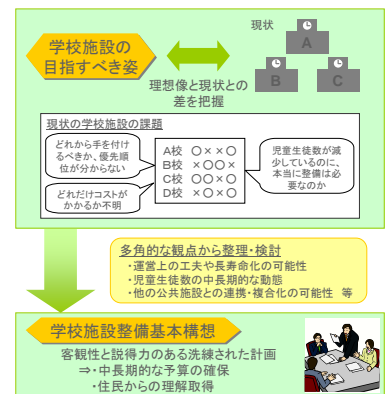 学校施設の
目指すべき姿
現状
A
B
C
理想像と現状との
差を把握
現状の学校施設の課題
どれから手を付け
るべきか、優先順
位が分からない
どれだけコストが
かかるか不明
A校 〇××〇
B校 ×〇〇×
C校 〇〇×〇
D校 ×〇×〇
児童生徒数が減
少しているのに、
本当に整備は必
要なのか
多角的な観点から整理・検討
・運営上の工夫や長寿命化の可能性
・児童生徒数の中長期的な動態
・他の公共施設との連携・複合化の可能性 等
学校施設整備基本構想
客観性と説得力のある洗練された計画
⇒・中長期的な予算の確保
・住民からの理解取得